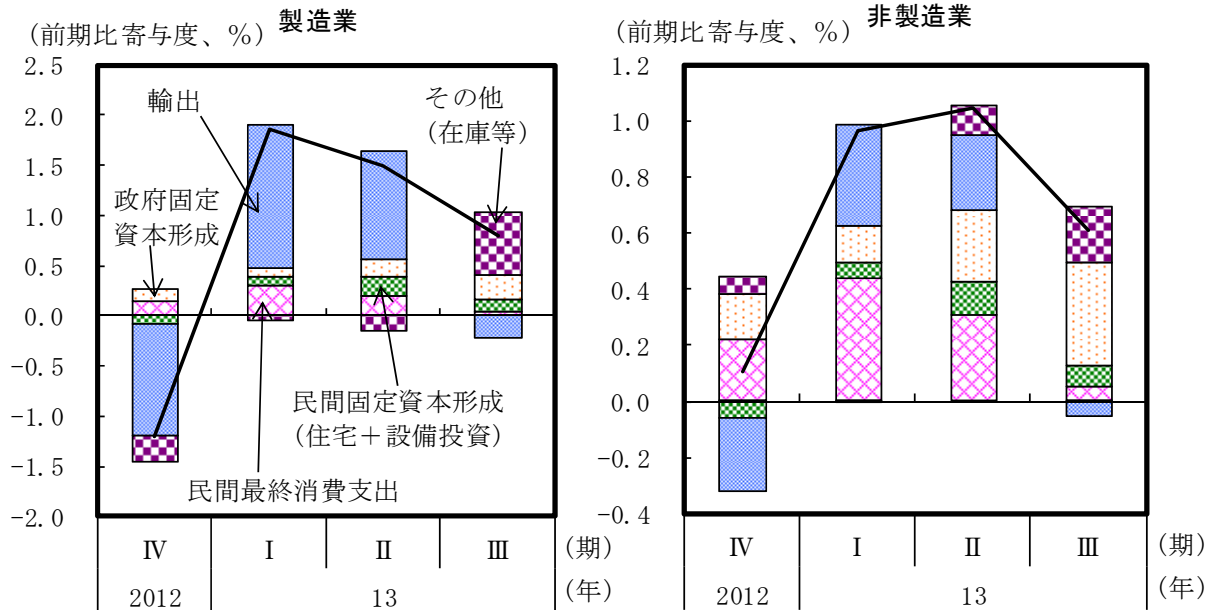 製造業
(前期比寄与度、%)
2.5
2.0
1.5
1.0
0.5
0.0
-0.5
-1.0
-1.5
-2.0
輸出
その他
(在庫等)
政府固定
資本形成
民間固定資本形成
(住宅+設備投資)
民間最終消費支出
Ⅳ Ⅰ Ⅱ Ⅲ (期)
2012 13 (年)
非製造業
(前期比寄与度、%)
1.2
1.0
0.8
0.6
0.4
0.2
0.0
-0.2
-0.4
Ⅳ Ⅰ Ⅱ Ⅲ (期)
2012 13 (年)